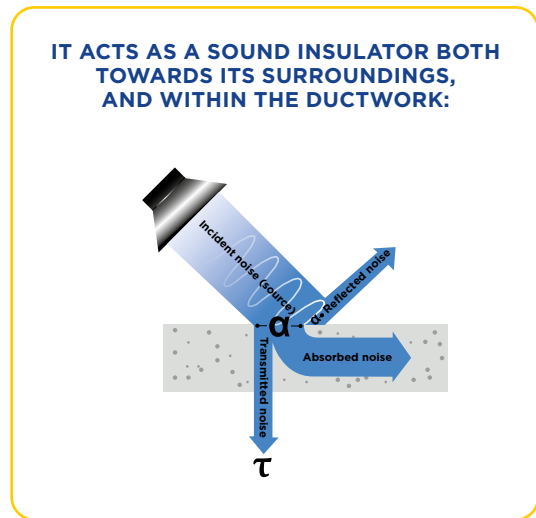 IT ACTS AS A SOUND INSULATOR BOTH
TOWARDS ITS SURROUNDINGS,
AND WITHIN THE DUCTWORK:
Incident noise (source)
α
α• Reflected noise
Absorbed noise
Transmitted noise
τ